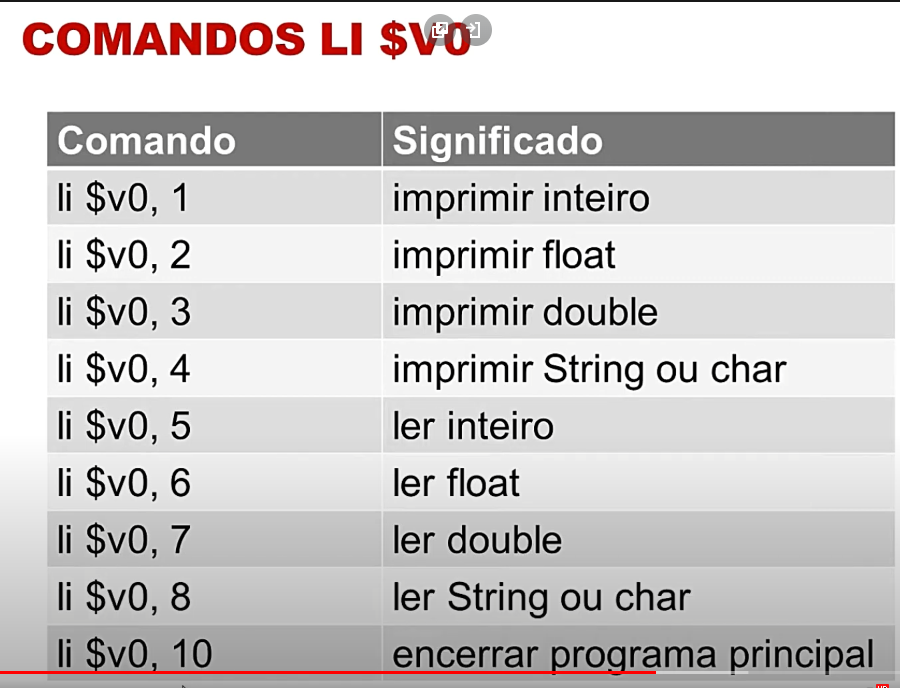 COMANDOS LI $V0
Comando Significado
li $v0, 1 imprimir inteiro
li $v0, 2 imprimir float
li $v0, 3 imprimir double
li $v0, 4 imprimir String ou char
li $v0, 5 ler inteiro
li $v0, 6 ler float
li $v0, 7 ler double
li $v0, 8 ler String ou char
li $v0, 10 encerrar programa principal